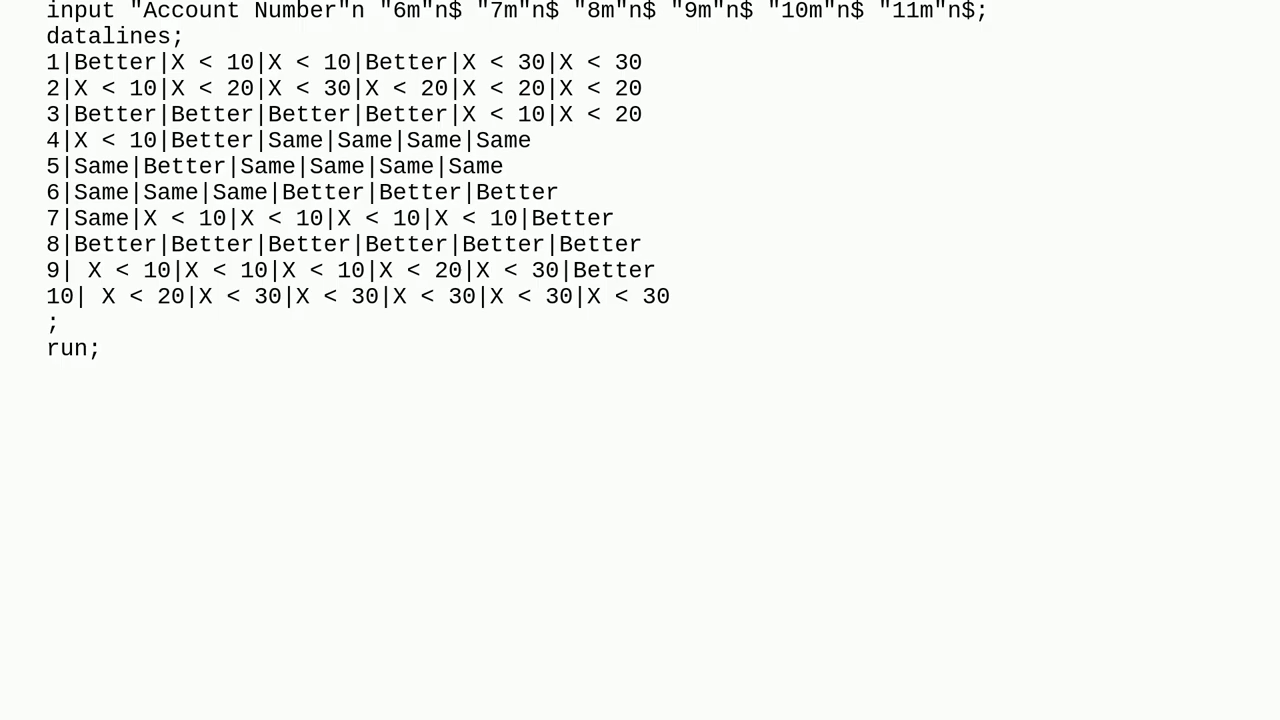 input "Account Number"n "6m"n$ "7m"n$ "8m"n$ "9m"n$ "10m"n$ "11m"n$;
datalines;
1|Better|X < 10|X < 10|Better|X < 30|X < 30
2|X < 10|X < 20|X < 30|X < 20|X < 20|X < 20
3|Better|Better|Better|Better|X < 10|X < 20
4|X < 10|Better|Same|Same|Same|Same
5|Same|Better|Same|Same|Same|Same
6|Same|Same|Same|Better|Better|Better
7|Same|X < 10|X < 10|X < 10|X < 10|Better
8|Better|Better|Better|Better|Better|Better
9| X < 10|X < 10|X < 10|X < 20|X < 30|Better
10| X < 20|X < 30|X < 30|X < 30|X < 30|X < 30
;
run;